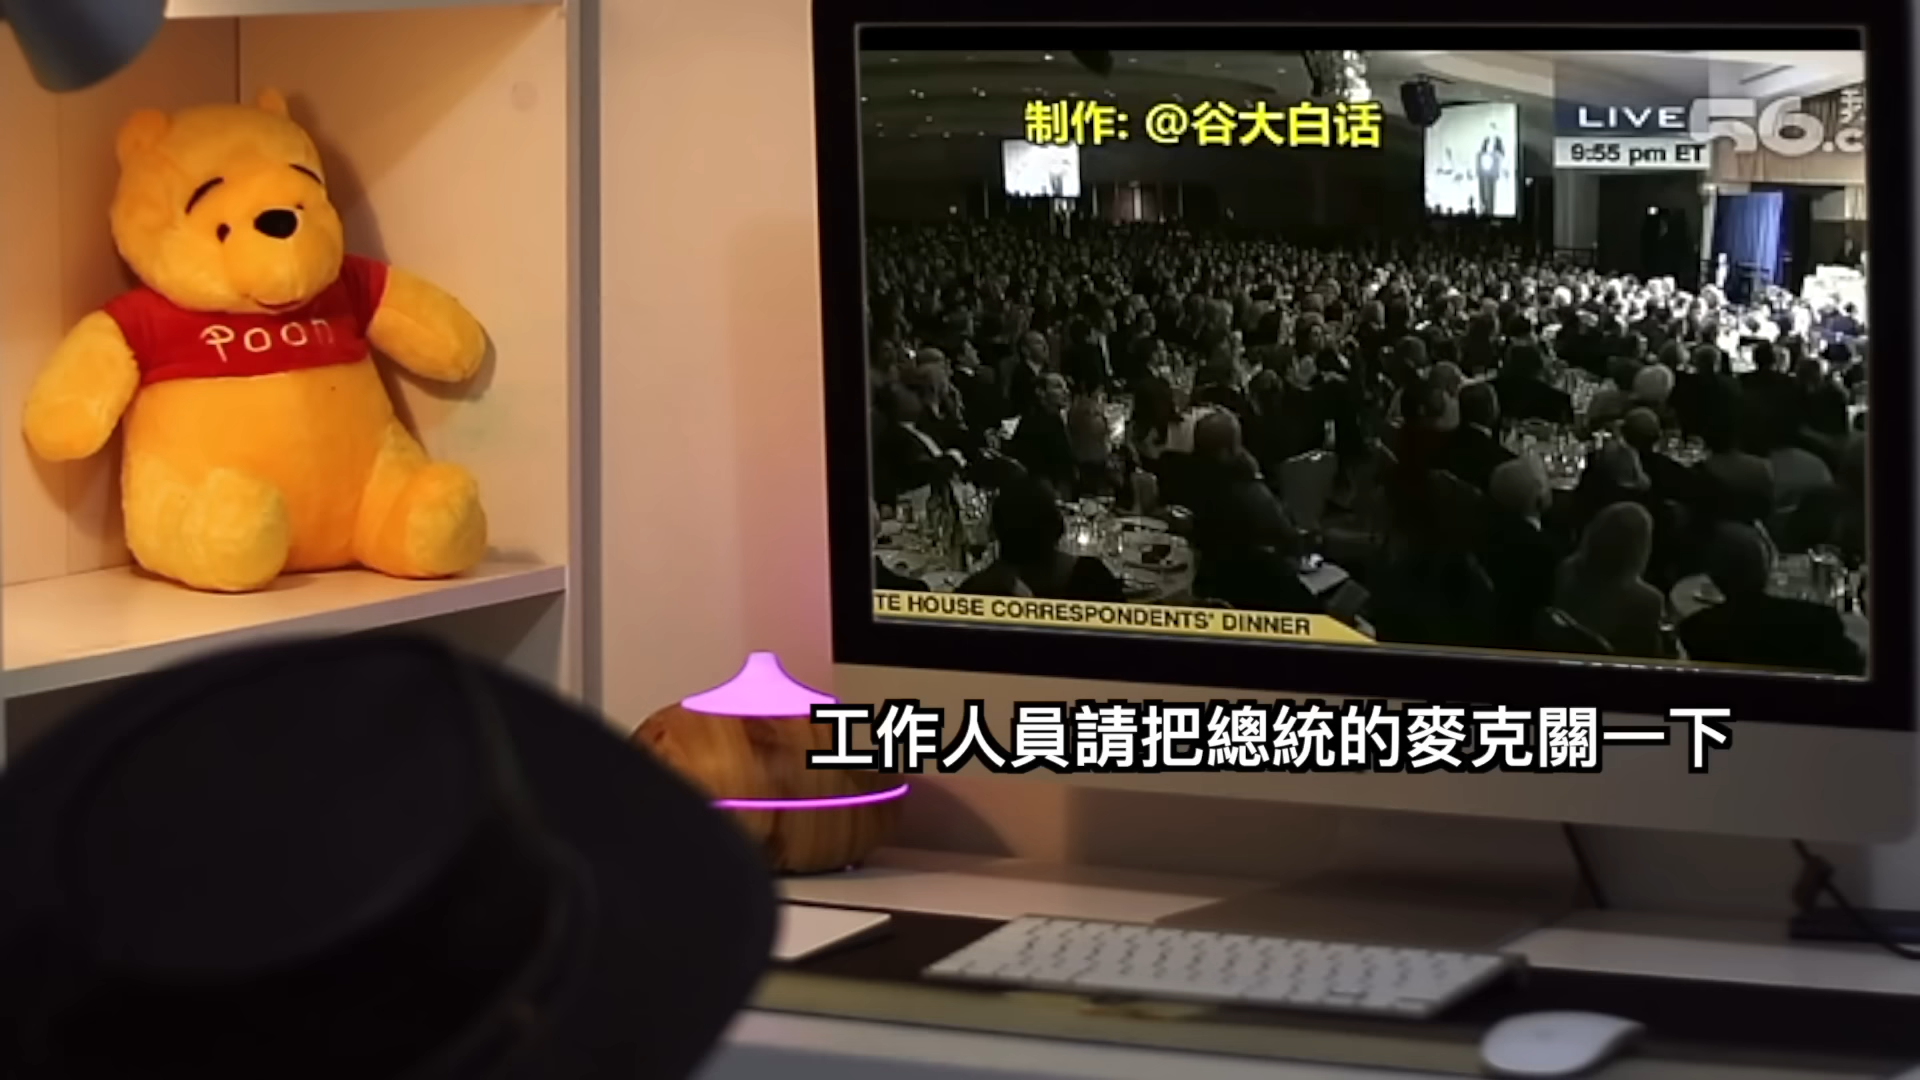 Pooh
制作: @谷大白话
LIVE
56.c
9:55 pm ET
TE HOUSE CORRESPONDENTS' DINNER
工作人員請把總統的麥克關一下